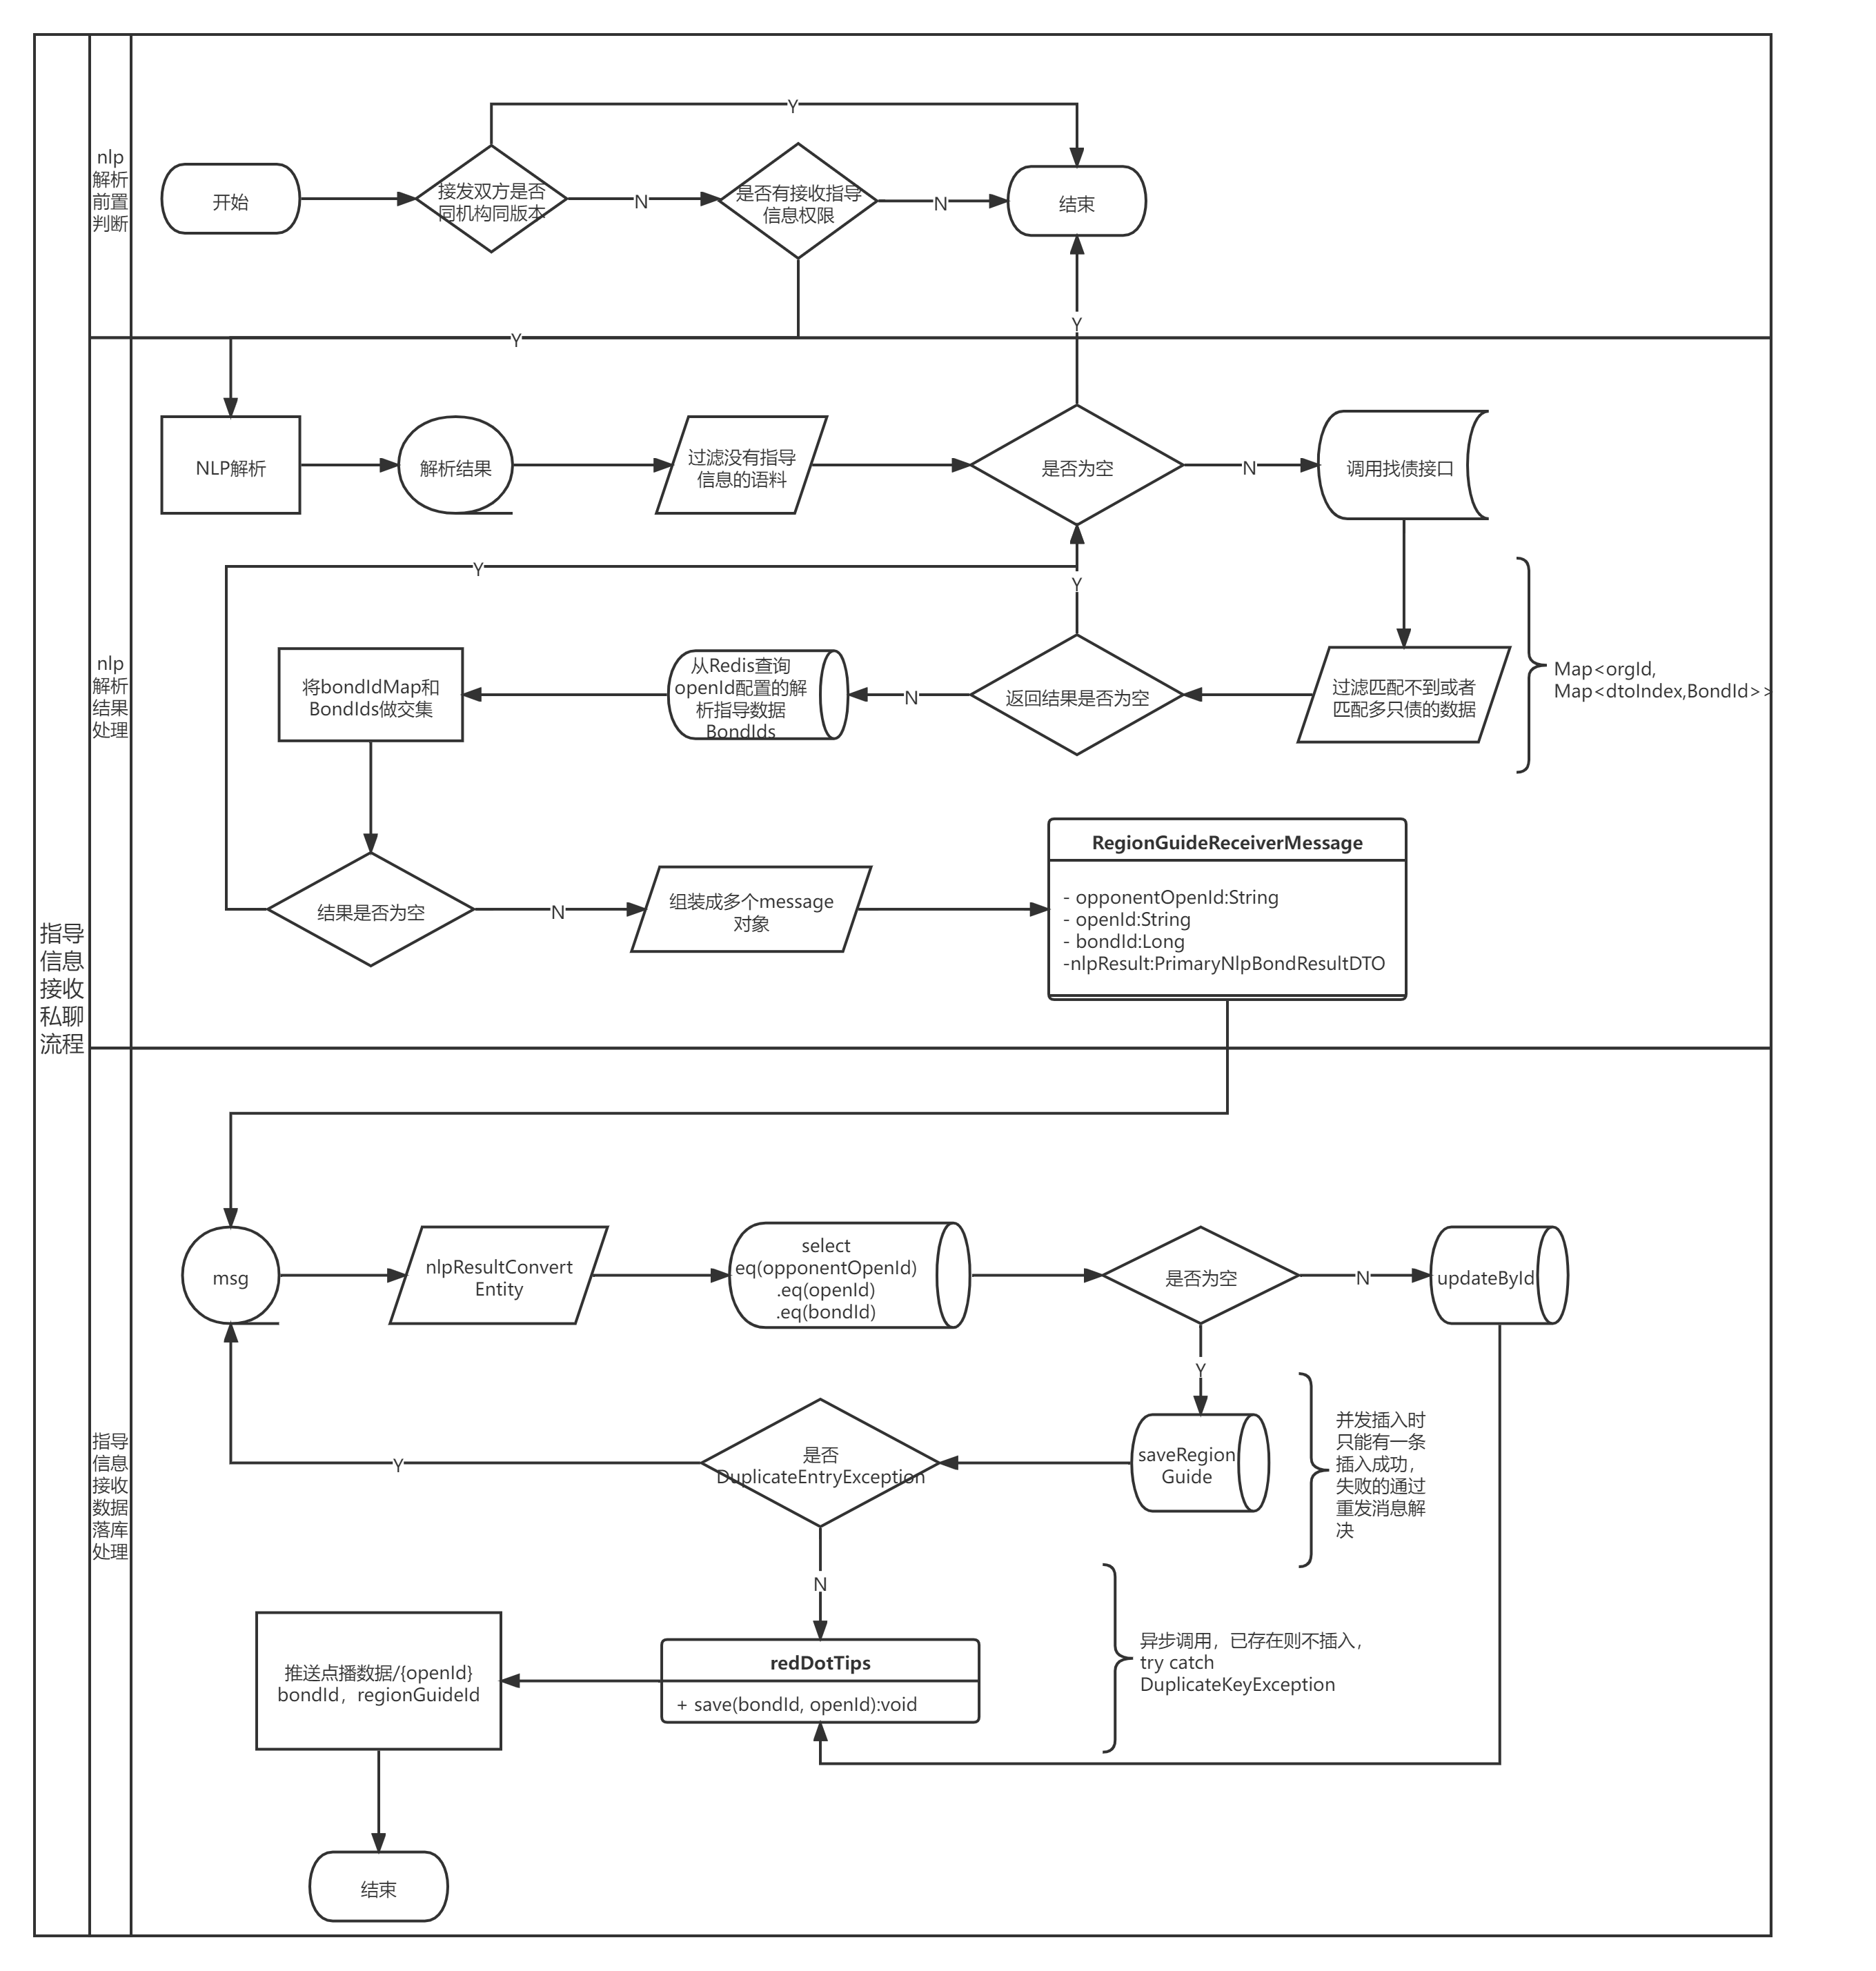 指导
信息
接收
私聊
流程
nlp
解析
前置
判断
开始
接发双方是否
同机构同版本
Y
N
是否有接收指导
信息权限
N
结束
Y
Y
nlp
解析
结果
处理
NLP解析
解析结果
过滤没有指导
信息的语料
是否为空
N
调用找债接口
Y
Y
将bondIdMap和
BondIds做交集
从Redis查询
openId配置的解
析指导数据
BondIds
N
返回结果是否为空
过滤匹配不到或者
匹配多只债的数据
Map<orgId,
Map<dtoIndex,BondId>>
结果是否为空
N
组装成多个message
对象
RegionGuideReceiverMessage
- opponentOpenId:String
- openId:String
- bondId:Long
-nlpResult:PrimaryNlpBondResultDTO
指导
信息
接收
数据
落库
处理
msg
nlpResultConvert
Entity
select
eq(opponentOpenId)
.eq(openId)
.eq(bondId)
是否为空
N
updateById
Y
Y
是否
DuplicateEntryException
saveRegion
Guide
并发插入时
只能有一条
插入成功，
失败的通过
重发消息解
决
N
推送点播数据/{openId}
bondId，regionGuideId
redDotTips
+ save(bondId, openId):void
异步调用，已存在则不插入，
try catch
DuplicateKeyException
结束